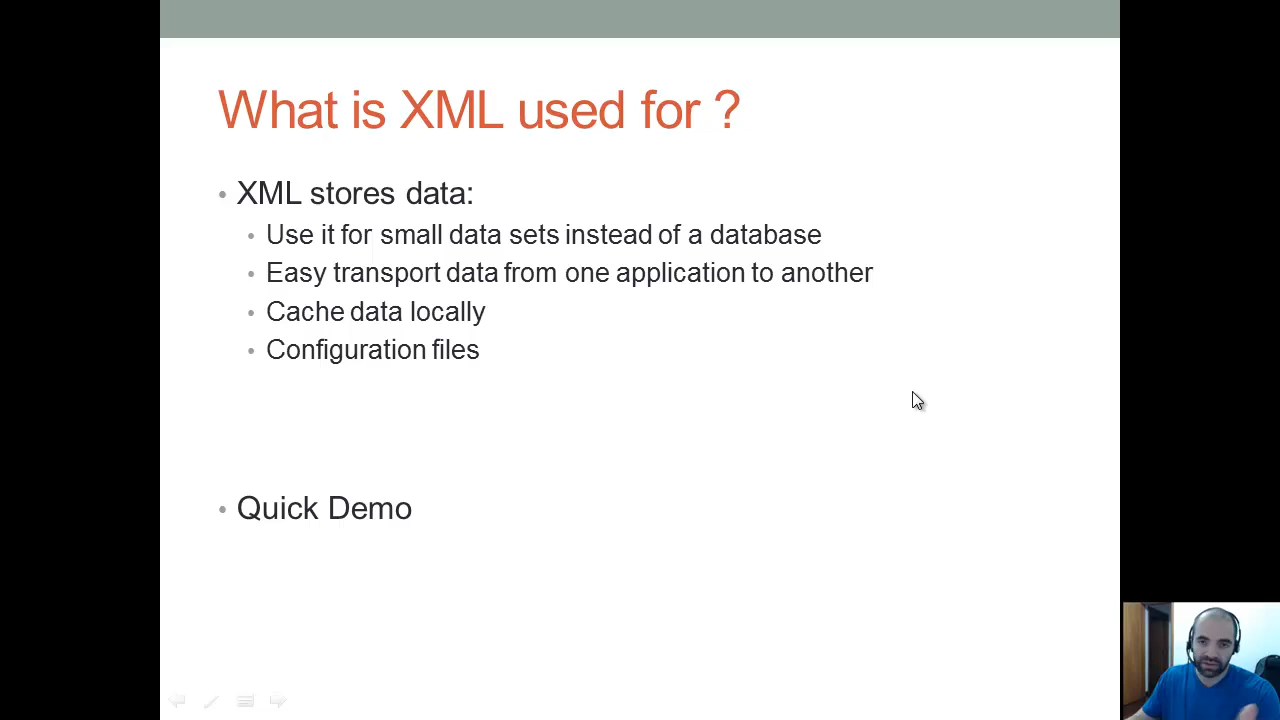 What is XML used for ?
• XML stores data:
• Use it for small data sets instead of a database
• Easy transport data from one application to another
• Cache data locally
• Configuration files
• Quick Demo